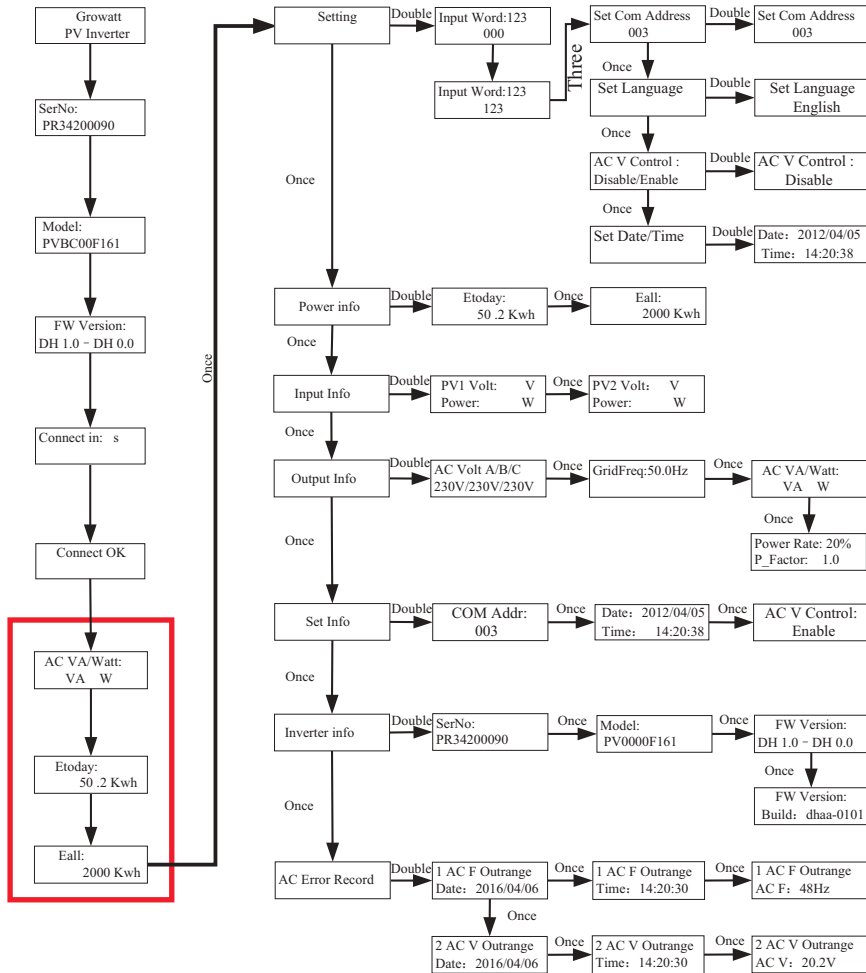 Growatt
PV Inverter
SerNo:
PR34200090
Model:
PVBC00F161
FW Version:
DH 1.0 - DH 0.0
Connect in: s
Connect OK
AC VA/Watt:
VA W
Etoday:
50 .2 Kwh
Eall:
2000 Kwh
Once
Setting
Double
Input Word:123
000
Input Word:123
123
Three
Set Com Address
003
Double
Set Com Address
003
Once
Set Language
Double
Set Language
English
Once
AC V Control :
Disable/Enable
Double
AC V Control :
Disable
Once
Set Date/Time
Double
Date: 2012/04/05
Time: 14:20:38
Once
Power info
Double
Etoday:
50 .2 Kwh
Once
Eall:
2000 Kwh
Once
Input Info
Double
PV1 Volt: V
Power: W
Once
PV2 Volt: V
Power: W
Once
Output Info
Double
AC Volt A/B/C
230V/230V/230V
Once
GridFreq:50.0Hz
Once
AC VA/Watt:
VA W
Once
Power Rate: 20%
P_Factor: 1.0
Once
Set Info
Double
COM Addr:
003
Once
Date: 2012/04/05
Time: 14:20:38
Once
AC V Control:
Enable
Once
Inverter info
Double
SerNo:
PR34200090
Once
Model:
PV0000F161
Once
FW Version:
DH 1.0 - DH 0.0
Once
FW Version:
Build: dhaa-0101
Once
AC Error Record
Double
1 AC F Outrange
Date: 2016/04/06
Once
1 AC F Outrange
Time: 14:20:30
Once
1 AC F Outrange
AC F: 48Hz
Once
2 AC V Outrange
Date: 2016/04/06
Once
2 AC V Outrange
Time: 14:20:30
Once
2 AC V Outrange
AC V: 20.2V